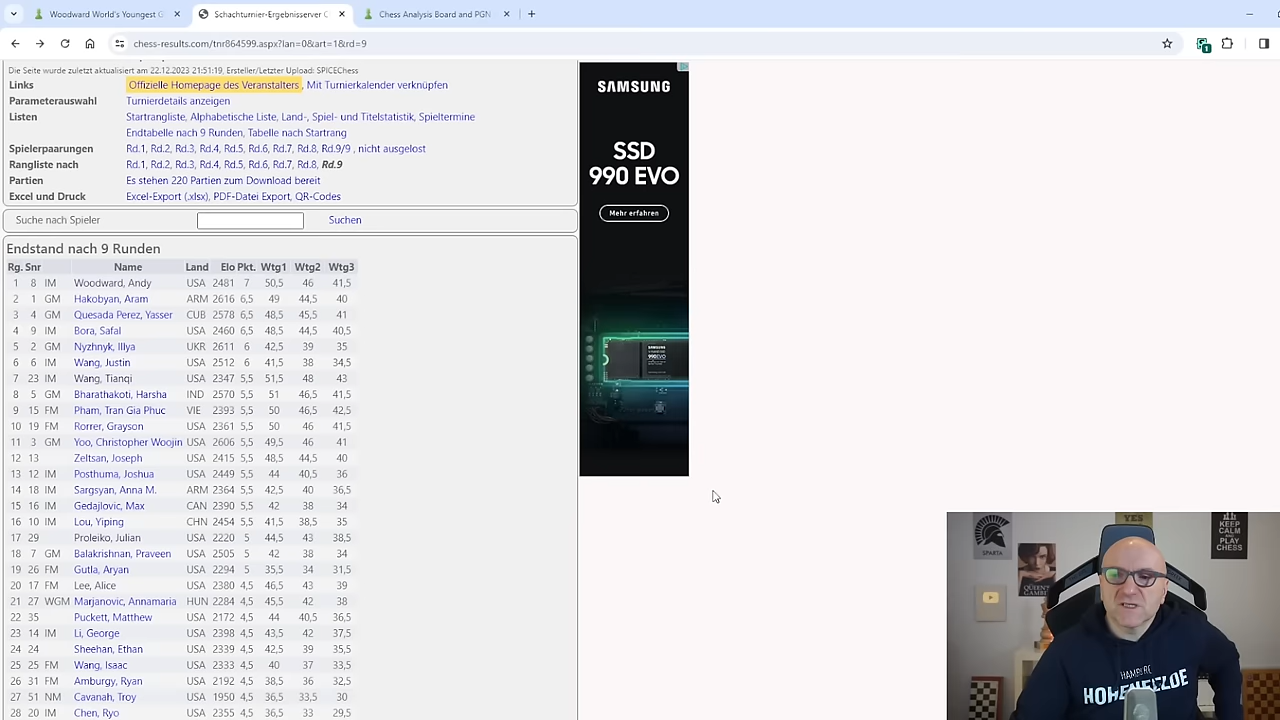 Woodward World's Youngest G
Schachturnier-Ergebnisserver C
Chess Analysis Board and PGN
chess-results.com/tnr864599.aspx?lan=0&art=1&rd=9
Die Seite wurde zuletzt aktualisiert am 22.12.2023 21:51:19, Ersteller/Letzter Upload: SPICEChess
Links Offizielle Homepage des Veranstalters, Mit Turnierkalender verknüpfen
Parameterauswahl Turnierdetails anzeigen
Listen Startrangliste, Alphabetische Liste, Land-, Spiel- und Titelstatistik, Spieltermine
Endtabelle nach 9 Runden, Tabelle nach Startrang
Spielerpaarungen Rd.1, Rd.2, Rd.3, Rd.4, Rd.5, Rd.6, Rd.7, Rd.8, Rd.9/9 , nicht ausgelost
Rangliste nach Rd.1, Rd.2, Rd.3, Rd.4, Rd.5, Rd.6, Rd.7, Rd.8, Rd.9
Partien Es stehen 220 Partien zum Download bereit
Excel und Druck Excel-Export (.xlsx), PDF-Datei Export, QR-Codes
Suche nach Spieler Suchen
Endstand nach 9 Runden
Rg. Snr Name Land Elo Pkt. Wtg1 Wtg2 Wtg3
1 8 IM Woodward, Andy USA 2481 7 50,5 46 41,5
2 1 GM Hakobyan, Aram ARM 2616 6,5 49 44,5 40
3 4 GM Quesada Perez, Yasser CUB 2578 6,5 48,5 45,5 41
4 9 IM Bora, Safal USA 2460 6,5 48,5 44,5 40,5
5 2 GM Nyzhnyk, Illya UKR 2611 6 42,5 39 35
6 6 IM Wang, Justin USA 2529 6 41,5 38 34,5
7 23 IM Wang, Tianqi USA 2347 5,5 51,5 48 43
8 5 GM Bharathakoti, Harsha IND 2570 5,5 51 46,5 41,5
9 15 FM Pham, Tran Gia Phuc VIE 2393 5,5 50 46,5 42,5
10 19 FM Rorrer, Grayson USA 2361 5,5 50 46 41,5
11 3 GM Yoo, Christopher Woojin USA 2606 5,5 49,5 46 41
12 13 Zeltsan, Joseph USA 2415 5,5 48,5 44,5 40
13 12 IM Posthuma, Joshua USA 2449 5,5 44 40,5 36
14 18 IM Sargsyan, Anna M. ARM 2364 5,5 42,5 40 36,5
16 IM Gedajlovic, Max CAN 2390 5,5 42 38 34
16 10 IM Lou, Yiping CHN 2454 5,5 41,5 38,5 35
17 29 Proleiko, Julian USA 2220 5 44,5 43 38,5
18 7 GM Balakrishnan, Praveen USA 2505 5 42 38 34
19 26 FM Gutla, Aryan USA 2294 5 35,5 34 31,5
20 17 FM Lee, Alice USA 2380 4,5 46,5 43 39
21 27 WGM Marjanovic, Annamaria HUN 2284 4,5 45,5 42 38
22 35 Puckett, Matthew USA 2172 4,5 44 40,5 36,5
23 14 IM Li, George USA 2398 4,5 43,5 42 37,5
24 24 Sheehan, Ethan USA 2339 4,5 42,5 39 35,5
25 25 FM Wang, Isaac USA 2333 4,5 40 37 33,5
26 31 FM Amburgy, Ryan USA 2192 4,5 38,5 36 32,5
27 51 NM Cavanah, Troy USA 1950 4,5 36,5 33,5 30
28 20 IM Chen, Ryo USA 2355 4,5 36,5 33 29,5
SAMSUNG
SSD
990 EVO
Mehr erfahren
SPARTA
YES
KEEP
CALM
AND
PLAY
CHESS
QUEEN'S
GAMBIT
HAMBURG